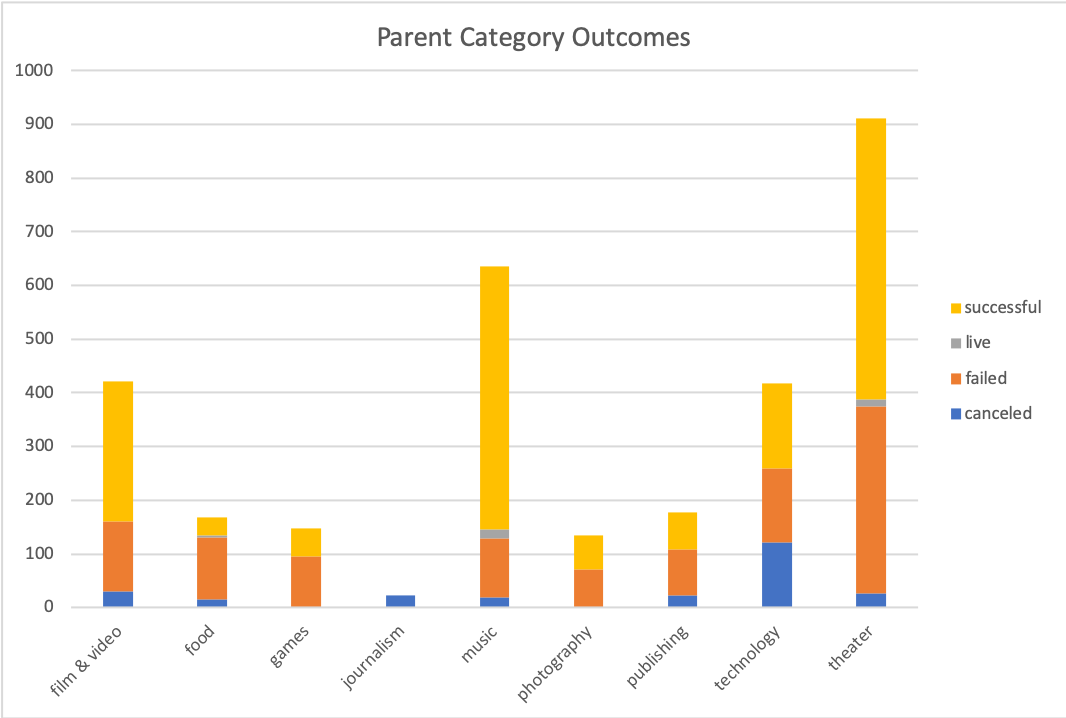 Parent Category Outcomes
1000
900
800
700
600
500
400
300
200
100
0
film & video
food
games
journalism
music
photography
publishing
technology
theater
successful
live
failed
canceled